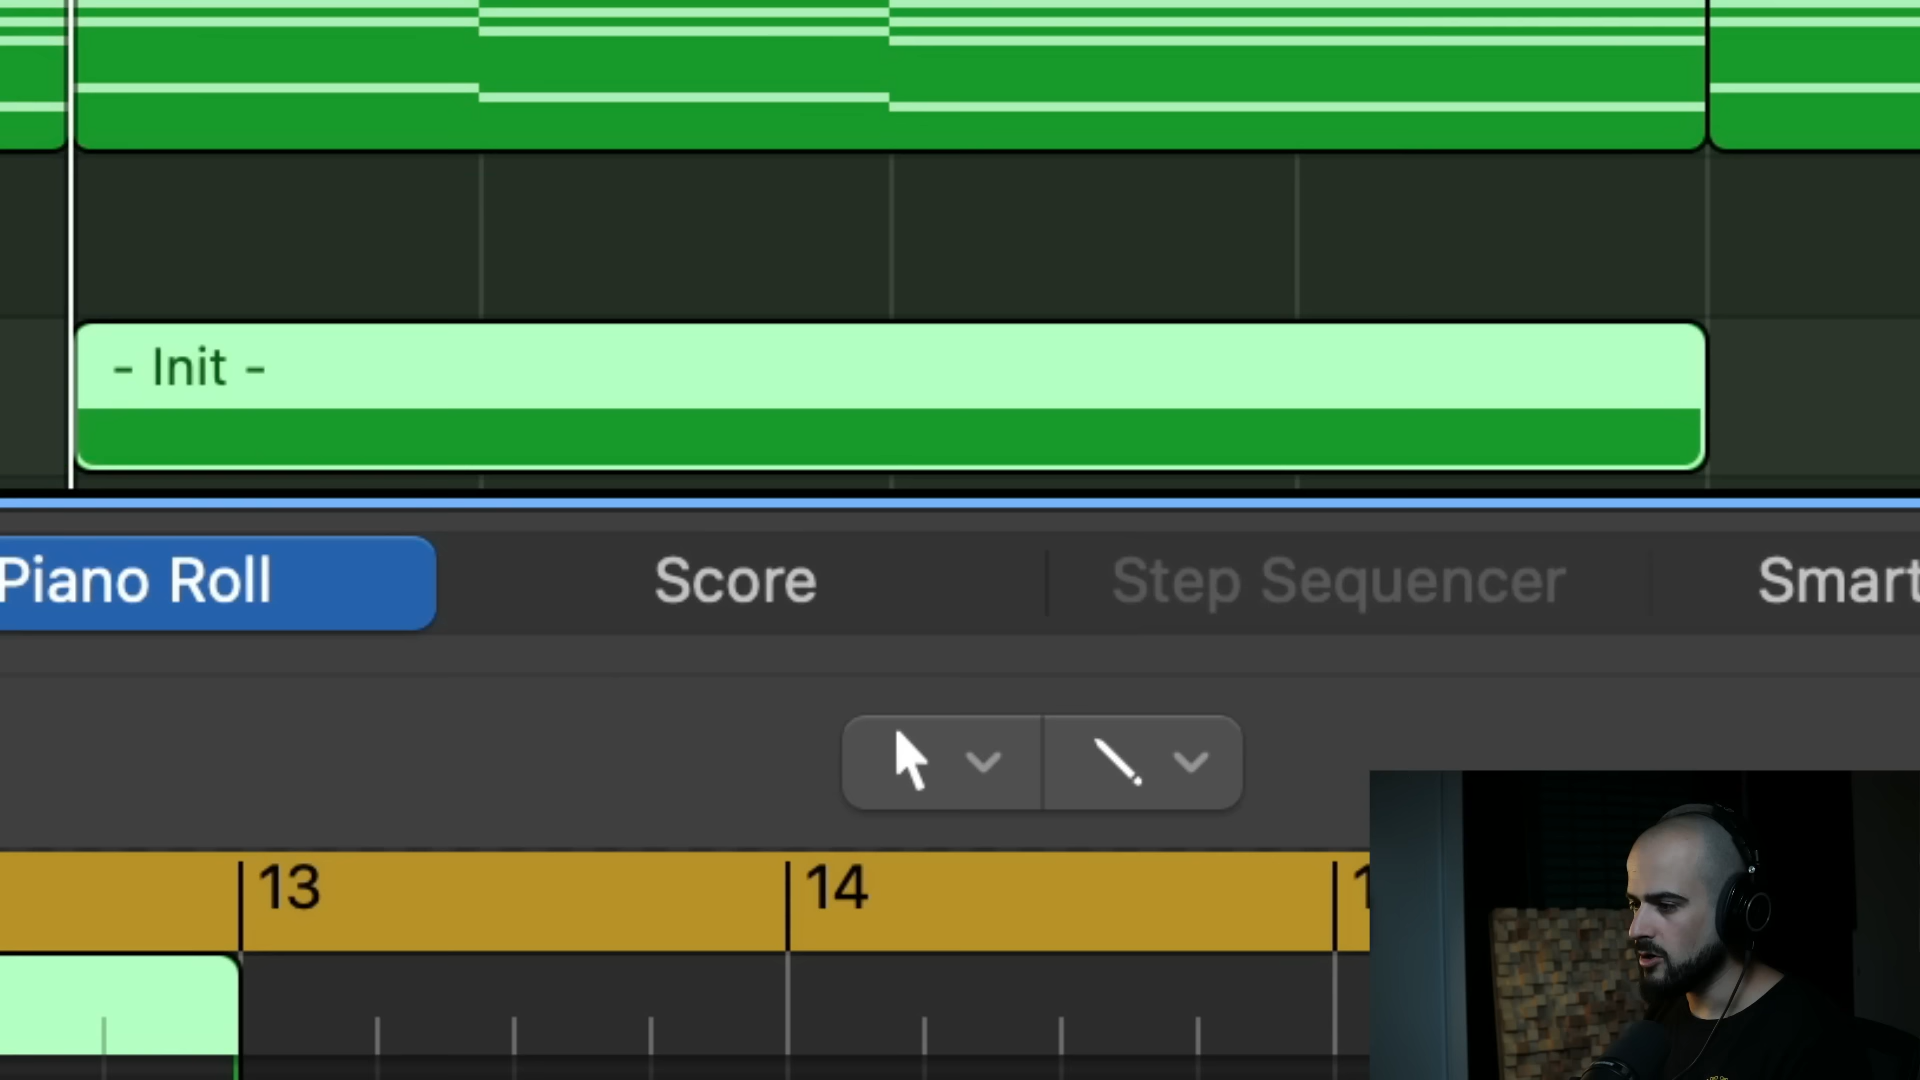 - Init -
Piano Roll
Score
Step Sequencer
Smart
13
14